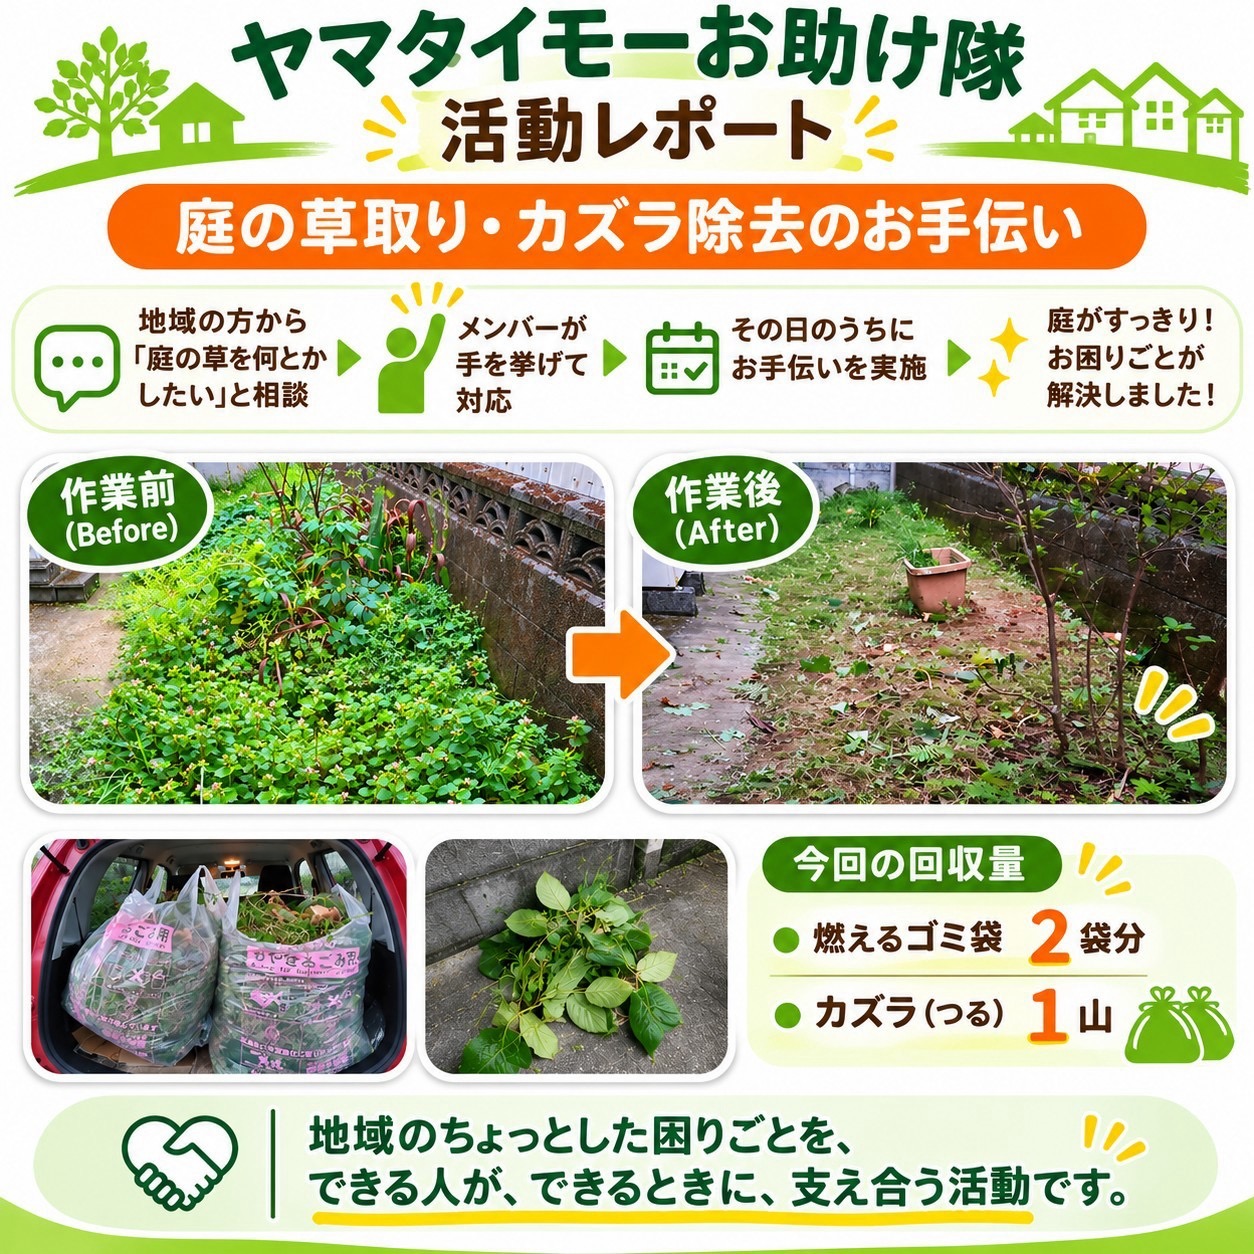 ヤマタイモーお助け隊
活動レポート
庭の草取り・カズラ除去のお手伝い
地域の方から
「庭の草を何とか
したい」と相談
メンバーが
手を挙げて
対応
その日のうちに
お手伝いを実施
庭がすっきり!
お困りごとが
解決しました!
作業前
(Before)
作業後
(After)
今回の回収量
燃えるゴミ袋 2袋分
カズラ(つる) 1山
地域のちょっとした困りごとを、
できる人が、できるときに、支え合う活動です。